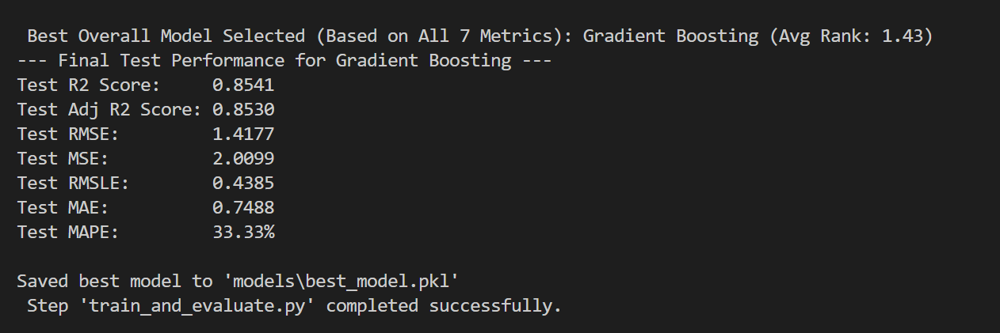 Best Overall Model Selected (Based on All 7 Metrics): Gradient Boosting (Avg Rank: 1.43)
--- Final Test Performance for Gradient Boosting ---
Test R2 Score:     0.8541
Test Adj R2 Score: 0.8530
Test RMSE:         1.4177
Test MSE:          2.0099
Test RMSLE:        0.4385
Test MAE:          0.7488
Test MAPE:         33.33%
Saved best model to 'models\best_model.pkl'
Step 'train_and_evaluate.py' completed successfully.